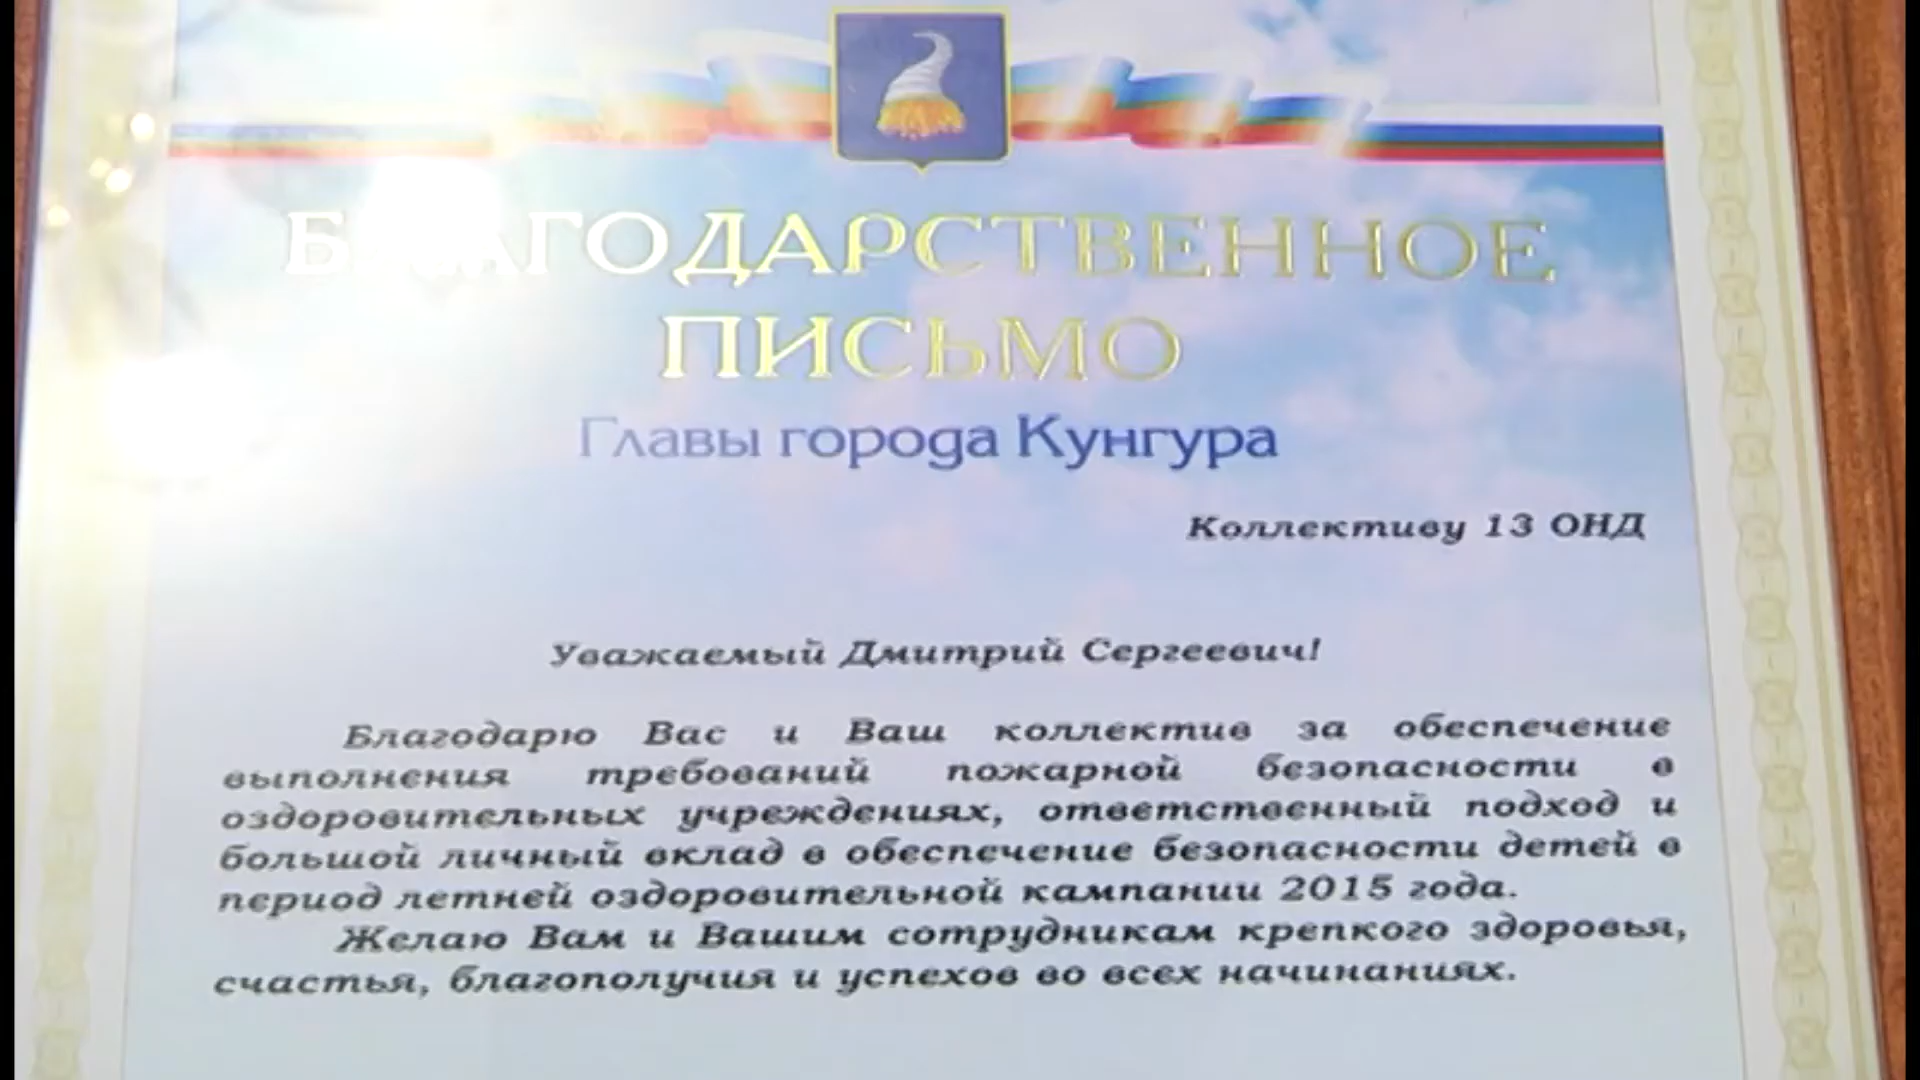 БЛАГОДАРСТВЕННОЕ
ПИСЬМО
Главы города Кунгура
Коллективу 13 ОНД
Уважаемый Дмитрий Сергеевич!
Благодарю Вас и Ваш коллектив за обеспечение
выполнения требований пожарной безопасности в
оздоровительных учреждениях, ответственный подход и
большой личный вклад в обеспечение безопасности детей в
период летней оздоровительной кампании 2015 года.
Желаю Вам и Вашим сотрудникам крепкого здоровья,
счастья, благополучия и успехов во всех начинаниях.